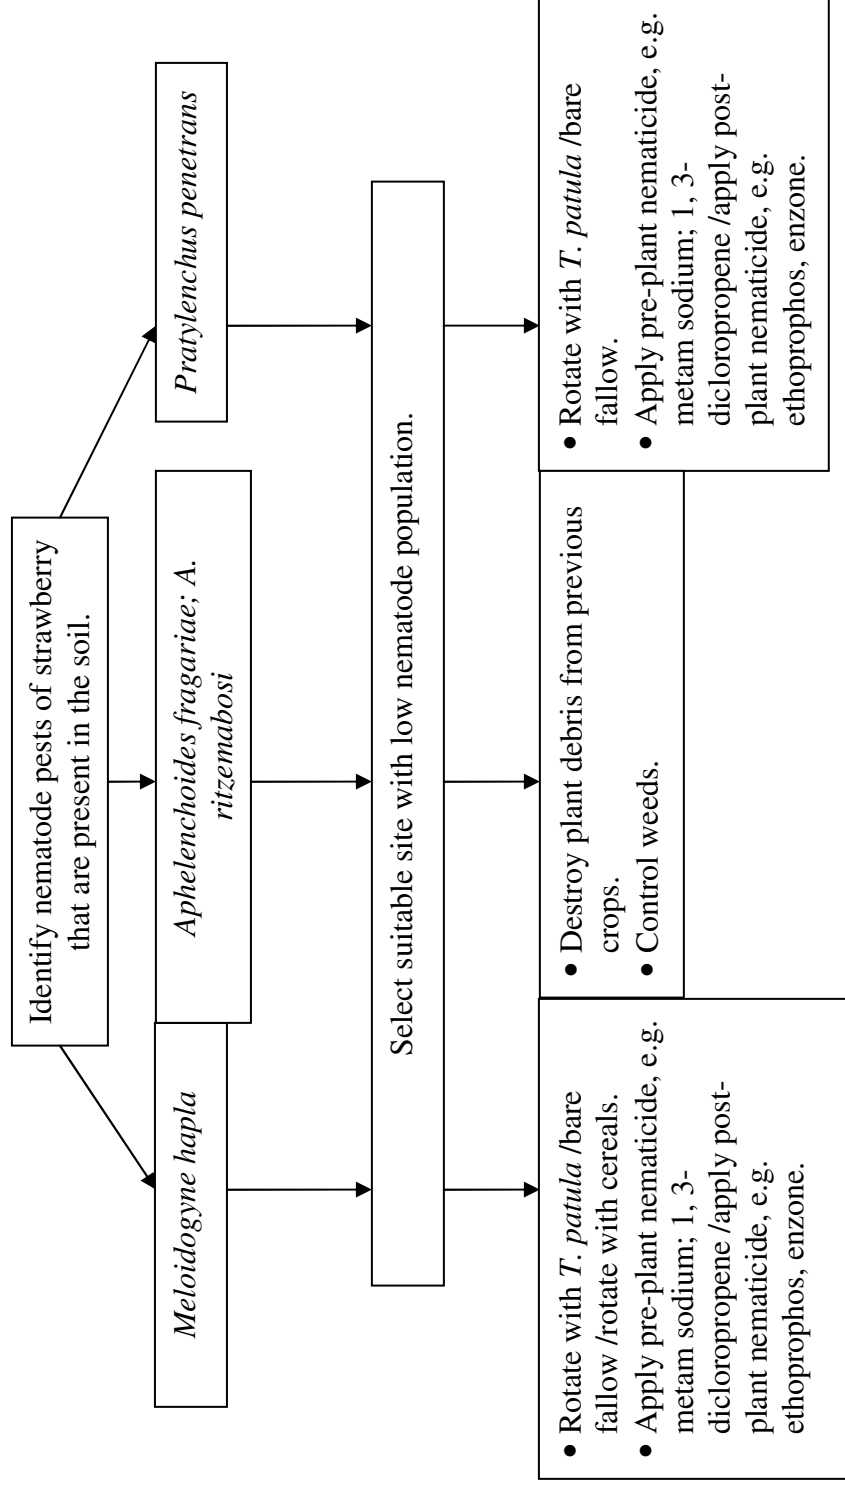 Identify nematode pests of strawberry
that are present in the soil.
Meloidogyne hapla
Aphelenchoides fragariae; A.
ritzemabosi
Pratylenchus penetrans
Select suitable site with low nematode population.
● Rotate with T. patula /bare
fallow /rotate with cereals.
● Apply pre-plant nematicide, e.g.
metam sodium; 1, 3-
dicloropropene /apply post-
plant nematicide, e.g.
ethoprophos, enzone.
● Destroy plant debris from previous
crops.
● Control weeds.
● Rotate with T. patula /bare
fallow.
● Apply pre-plant nematicide, e.g.
metam sodium; 1, 3-
dicloropropene /apply post-
plant nematicide, e.g.
ethoprophos, enzone.